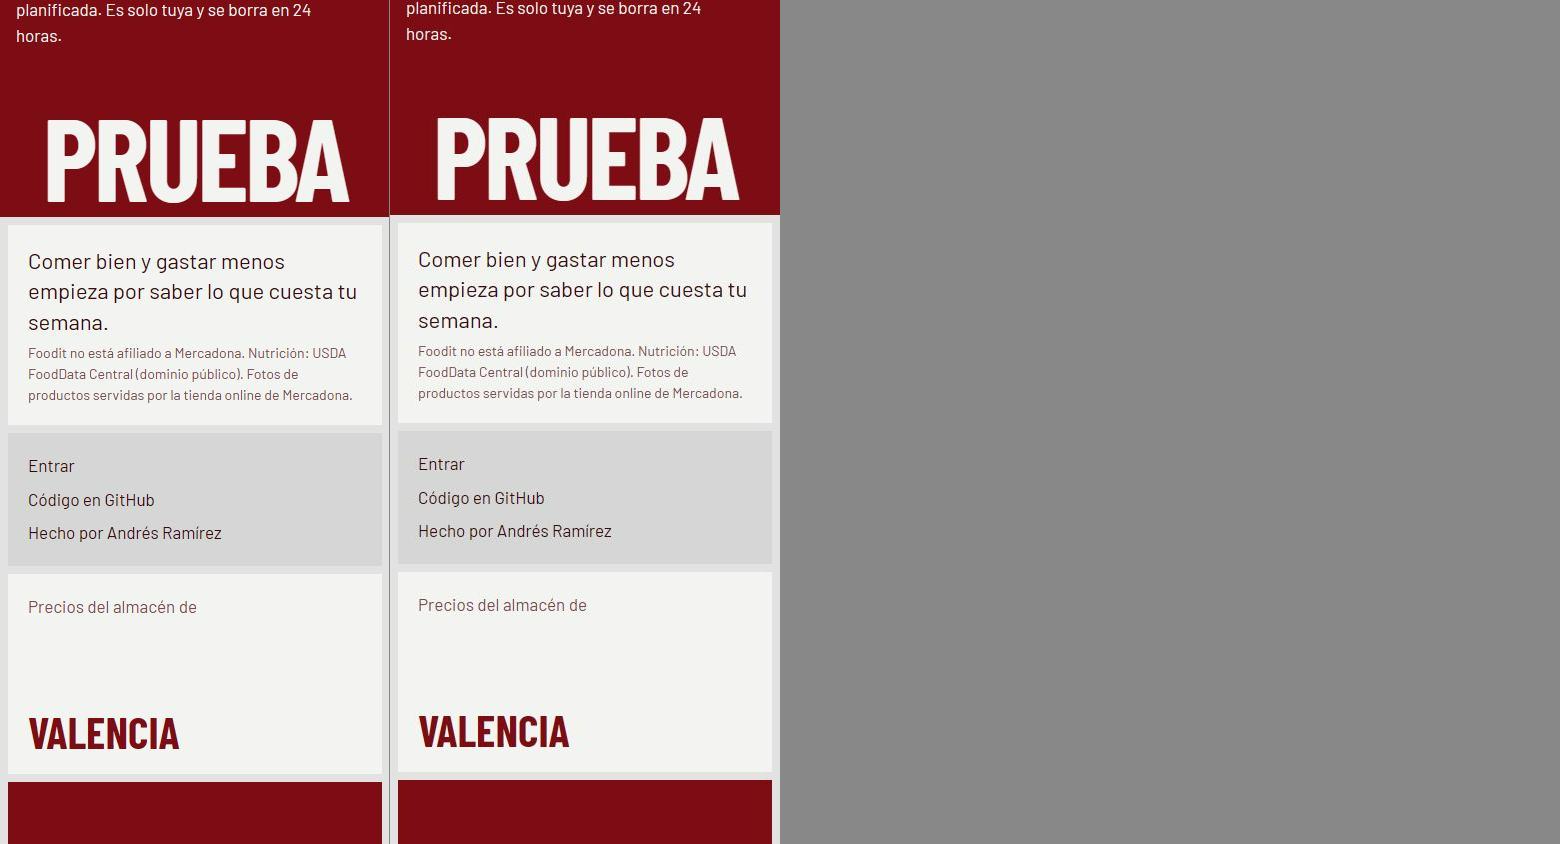 planificada. Es solo tuya y se borra en 24
horas.
PRUEBA
Comer bien y gastar menos
empieza por saber lo que cuesta tu
semana.
Foodit no está afiliado a Mercadona. Nutrición: USDA
FoodData Central (dominio público). Fotos de
productos servidas por la tienda online de Mercadona.
Entrar
Código en GitHub
Hecho por Andrés Ramírez
Precios del almacén de
VALENCIA
planificada. Es solo tuya y se borra en 24
horas.
PRUEBA
Comer bien y gastar menos
empieza por saber lo que cuesta tu
semana.
Foodit no está afiliado a Mercadona. Nutrición: USDA
FoodData Central (dominio público). Fotos de
productos servidas por la tienda online de Mercadona.
Entrar
Código en GitHub
Hecho por Andrés Ramírez
Precios del almacén de
VALENCIA